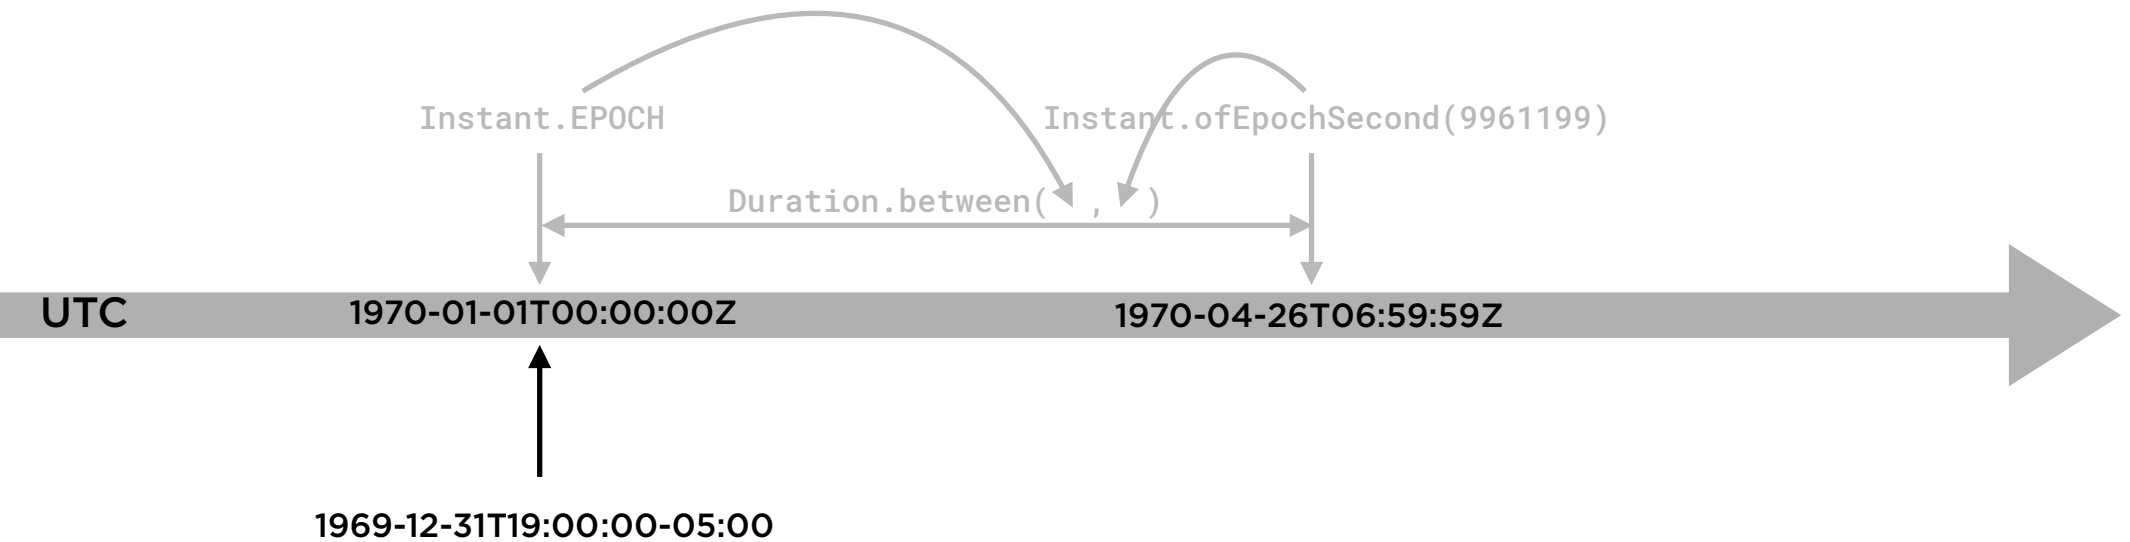 Instant.EPOCH
Instant.ofEpochSecond(9961199)
Duration.between( , )
UTC
1970-01-01T00:00:00Z
1970-04-26T06:59:59Z
1969-12-31T19:00:00-05:00